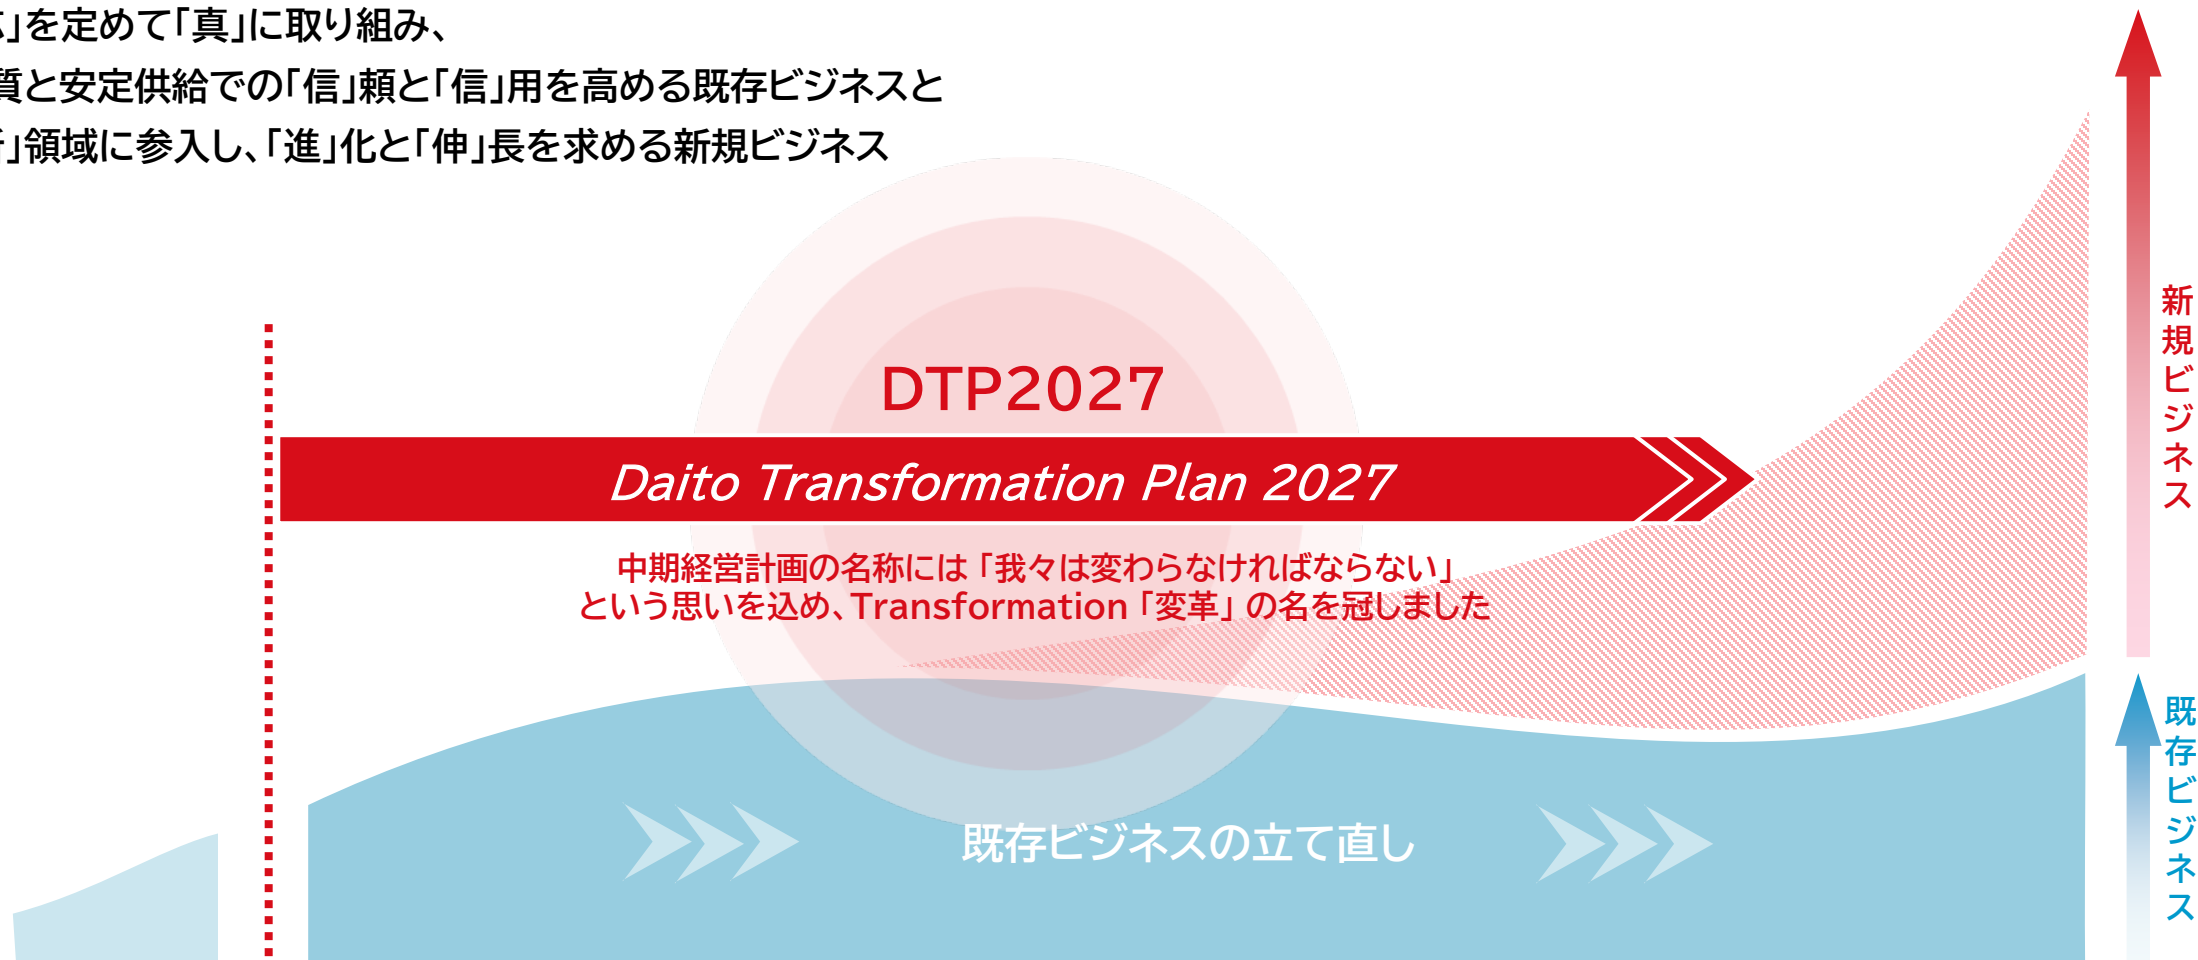 」を定めて「真」に取り組み、
質と安定供給での「信」頼と「信」用を高める既存ビジネスと
」領域に参入し、「進」化と「伸」長を求める新規ビジネス
DTP2027
Daito Transformation Plan 2027
中期経営計画の名称には「我々は変わらなければならない」
という思いを込め、Transformation「変革」の名を冠しました
新規ビジネス
既存ビジネス
既存ビジネスの立て直し